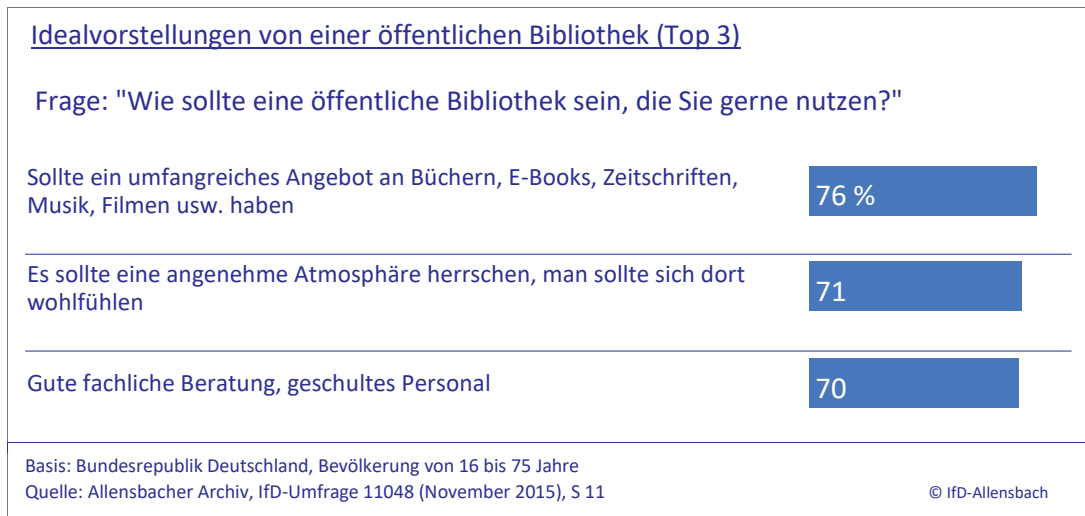 Idealvorstellungen von einer öffentlichen Bibliothek (Top 3)
Frage: "Wie sollte eine öffentliche Bibliothek sein, die Sie gerne nutzen?"
Sollte ein umfangreiches Angebot an Büchern, E-Books, Zeitschriften,
Musik, Filmen usw. haben
76 %
Es sollte eine angenehme Atmosphäre herrschen, man sollte sich dort
wohlfühlen
71
Gute fachliche Beratung, geschultes Personal
70
Basis: Bundesrepublik Deutschland, Bevölkerung von 16 bis 75 Jahre
Quelle: Allensbacher Archiv, IfD-Umfrage 11048 (November 2015), S 11
© IfD-Allensbach